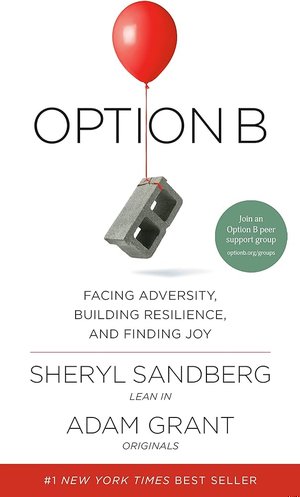 OPTION B
Join an
Option B peer
support group
optionb.org/groups
FACING ADVERSITY,
BUILDING RESILIENCE,
AND FINDING JOY
SHERYL SANDBERG
LEAN IN
ADAM GRANT
ORIGINALS
#1 NEW YORK TIMES BEST SELLER